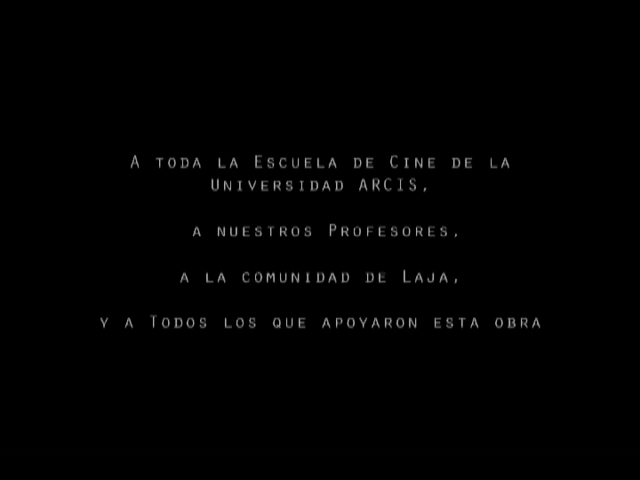 A toda la Escuela de Cine de la
Universidad ARCIS,
a nuestros Profesores,
a la comunidad de Laja,
y a Todos los que apoyaron esta obra